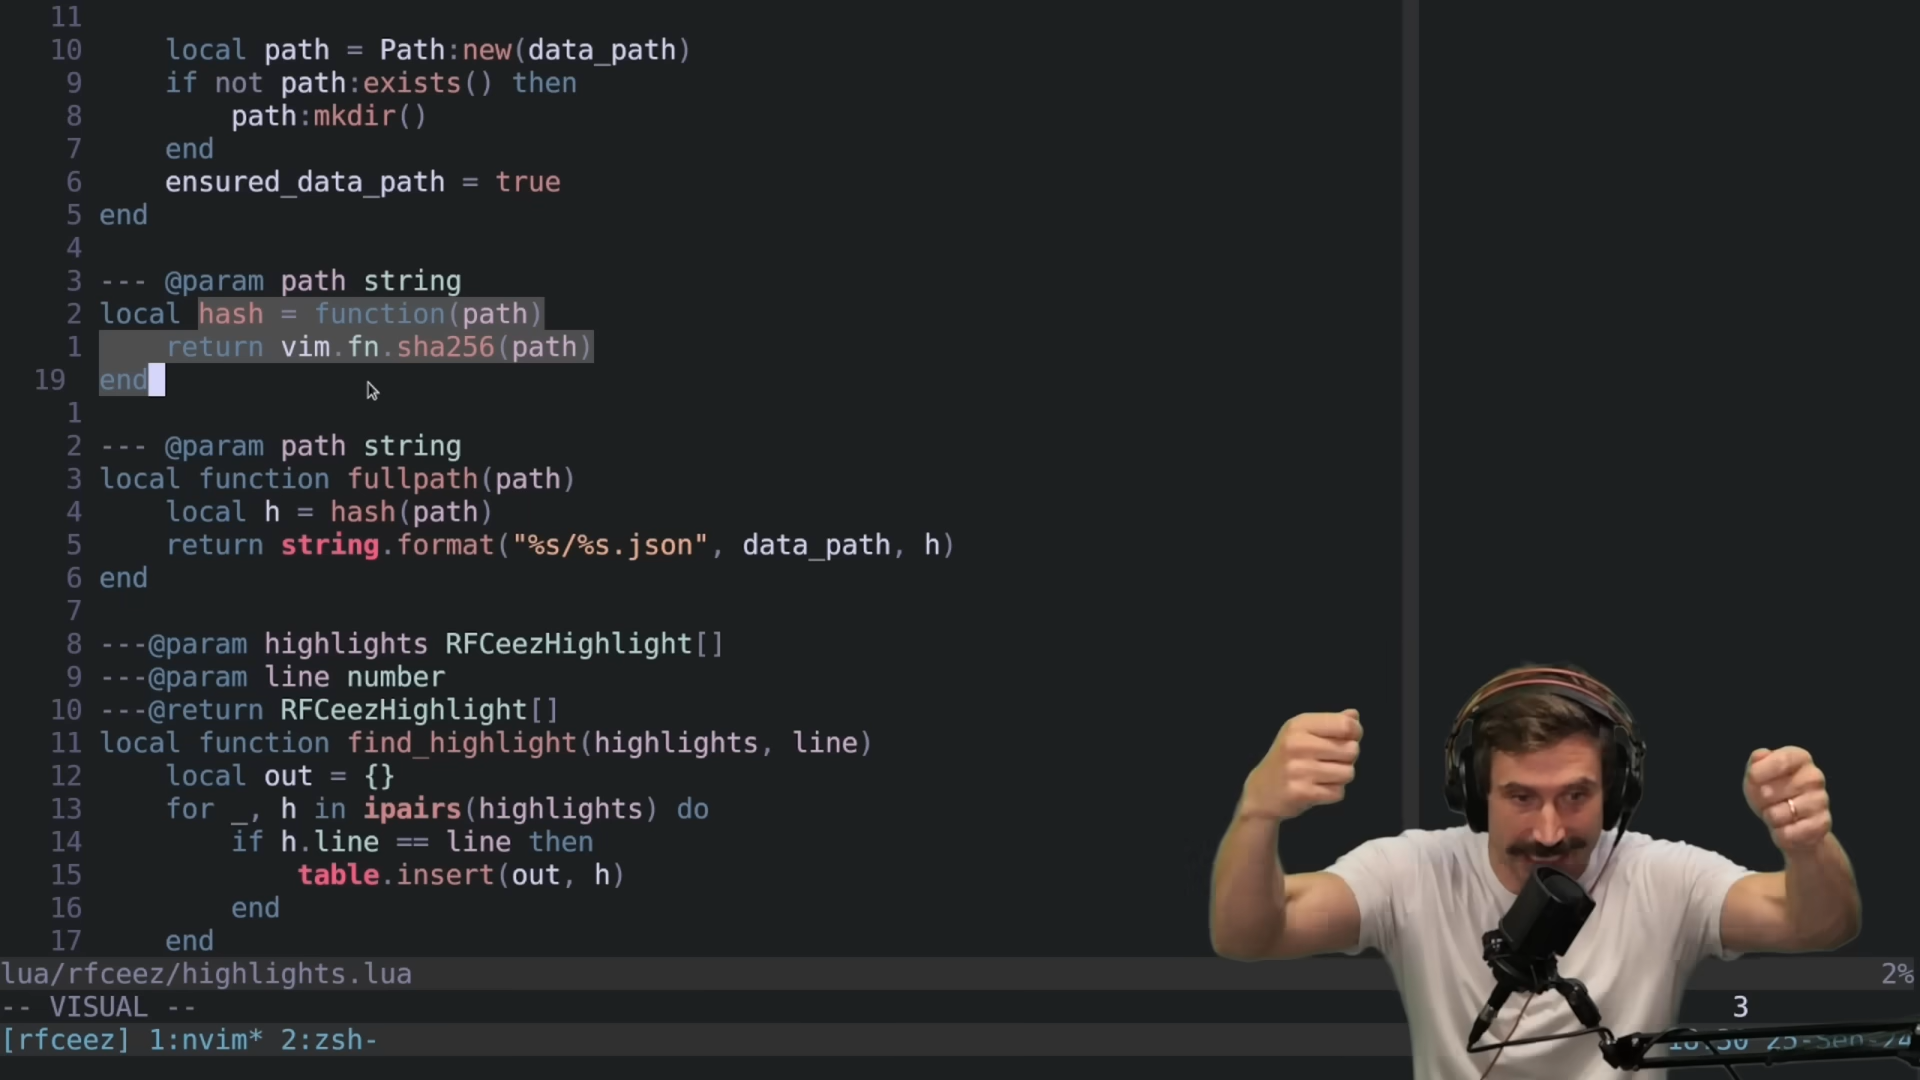 11
10 local path = Path:new(data_path)
9 if not path:exists() then
8 path:mkdir()
7 end
6 ensured_data_path = true
5 end
4
3 --- @param path string
2 local hash = function(path)
1 return vim.fn.sha256(path)
19 end
1
2 --- @param path string
3 local function fullpath(path)
4 local h = hash(path)
5 return string.format("%s/%s.json", data_path, h)
6 end
7
8 ---@param highlights RFCeezHighlight[]
9 ---@param line number
10 ---@return RFCeezHighlight[]
11 local function find_highlight(highlights, line)
12 local out = {}
13 for _, h in ipairs(highlights) do
14 if h.line == line then
15 table.insert(out, h)
16 end
17 end
lua/rfceez/highlights.lua 2%
-- VISUAL -- 3
[rfceez] 1:nvim* 2:zsh- 25-Sep-24